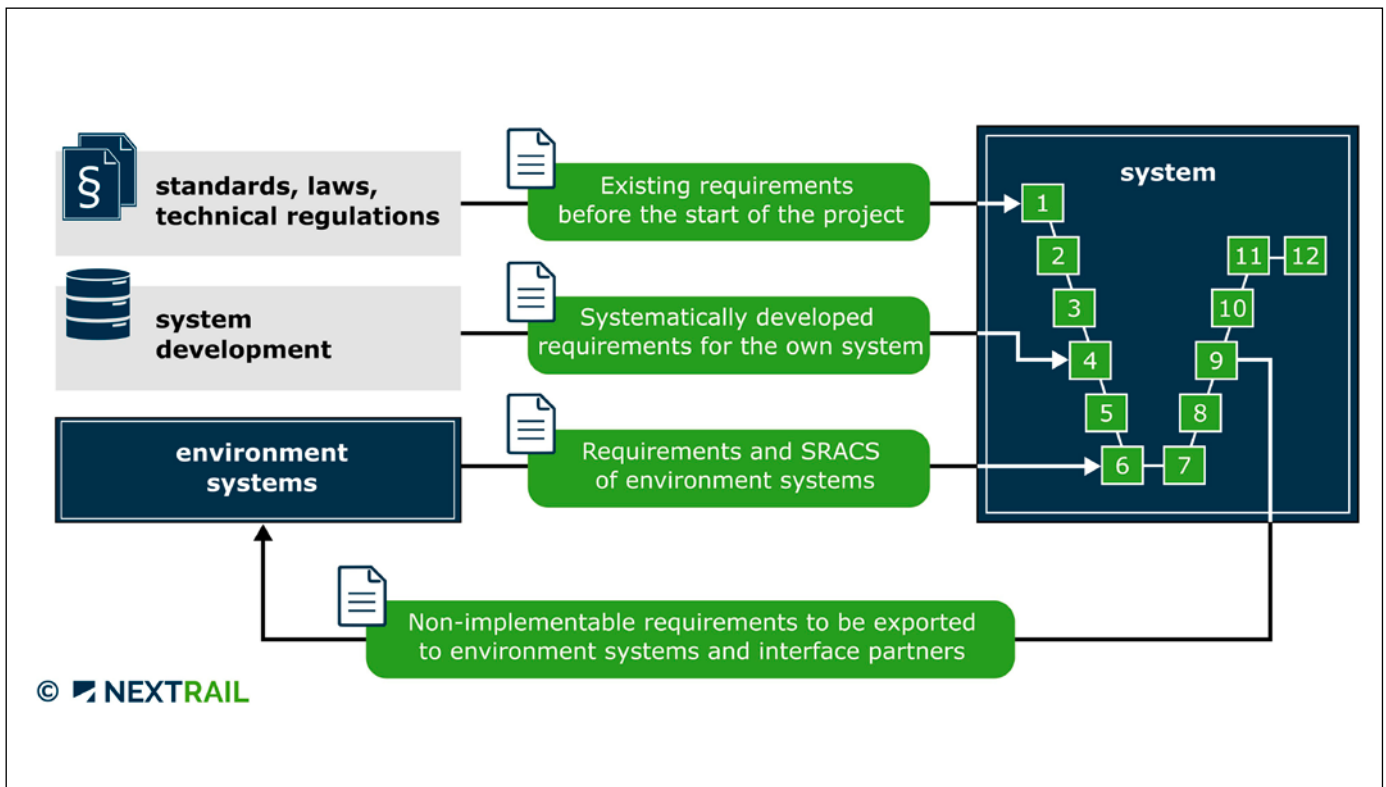 §
standards, laws,
technical regulations
Existing requirements
before the start of the project
system
development
Systematically developed
requirements for the own system
environment
systems
Requirements and SRACS
of environment systems
system
1
2
3
4
5
6
7
8
9
10
11
12
Non-implementable requirements to be exported
to environment systems and interface partners
© NEXTRAIL